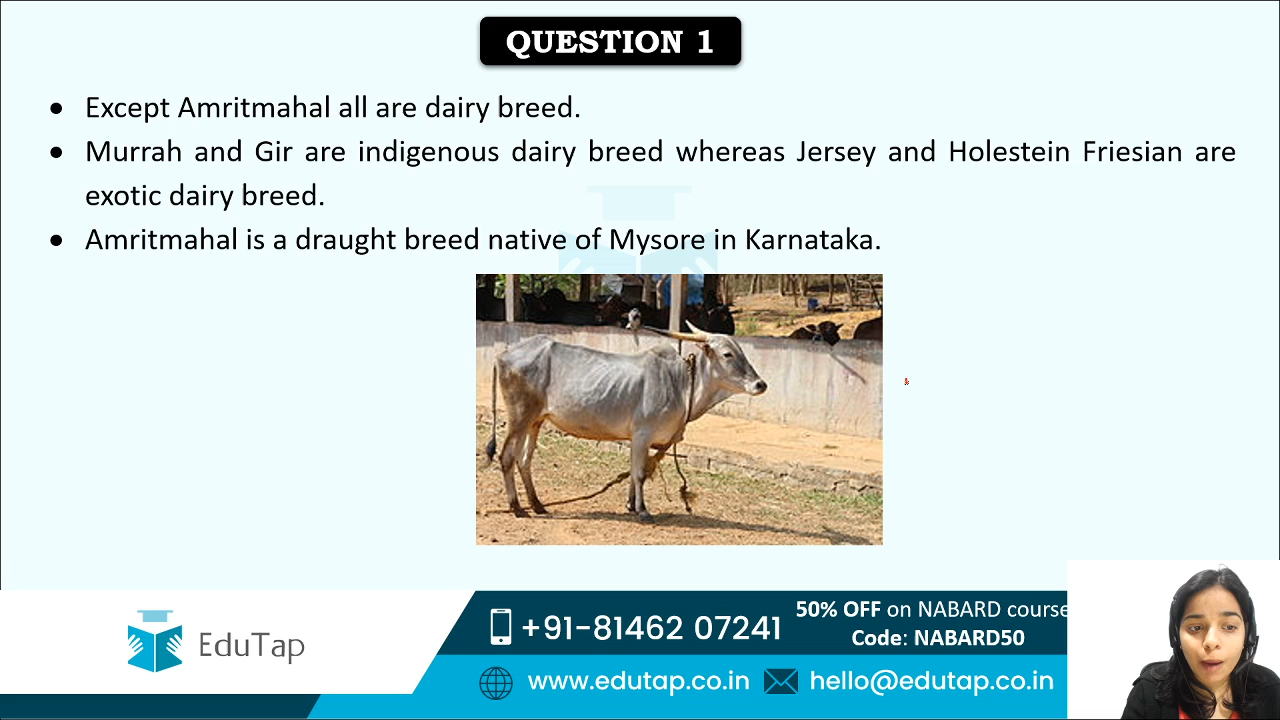 QUESTION 1
• Except Amritmahal all are dairy breed.
• Murrah and Gir are indigenous dairy breed whereas Jersey and Holestein Friesian are
exotic dairy breed.
• Amritmahal is a draught breed native of Mysore in Karnataka.
EduTap
+91-81462 07241
50% OFF on NABARD course
Code: NABARD50
www.edutap.co.in
hello@edutap.co.in